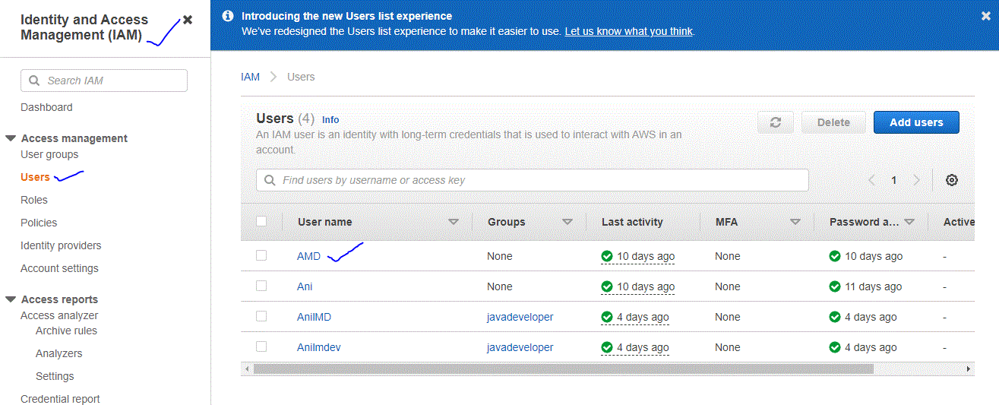 Identity and Access
Management (IAM)
Search IAM
Dashboard
Access management
User groups
Users
Roles
Policies
Identity providers
Account settings
Access reports
Access analyzer
Archive rules
Analyzers
Settings
Credential report
Introducing the new Users list experience
We've redesigned the Users list experience to make it easier to use. Let us know what you think.
IAM > Users
Users (4) Info
An IAM user is an identity with long-term credentials that is used to interact with AWS in an
account.
Delete
Add users
Find users by username or access key
1
User name Groups Last activity MFA Password a... Active
AMD None 10 days ago None 10 days ago -
Ani None 10 days ago None 11 days ago -
AnilMD javadeveloper 4 days ago None 4 days ago -
Anilmdev javadeveloper 4 days ago None 4 days ago -